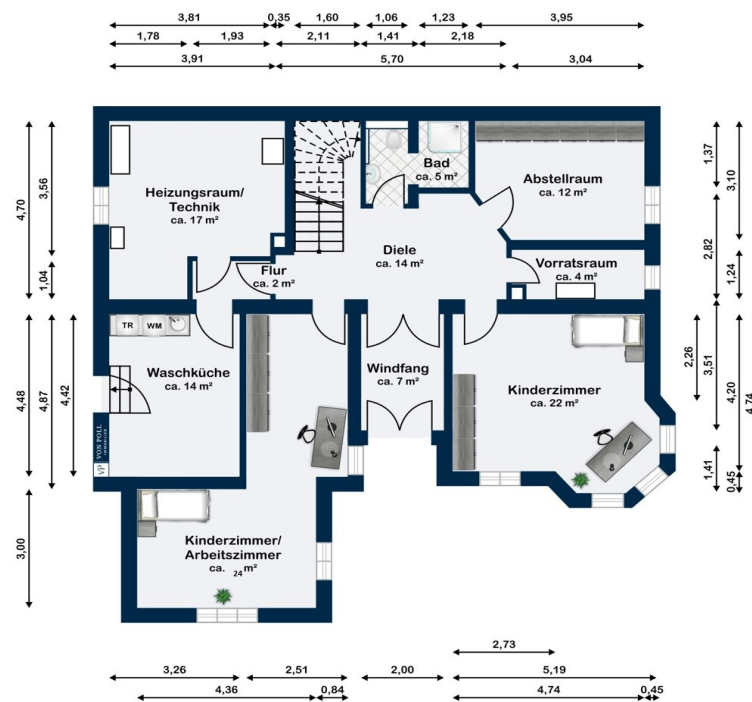 3,81 0,35 1,60 1,06 1,23 3,95
1,78 1,93 2,11 1,41 2,18
3,91 5,70 3,04
4,70
3,56
1,04
1,37
3,10
2,82
1,24
Heizungsraum/
Technik
ca. 17 m²
Bad
ca. 5 m²
Abstellraum
ca. 12 m²
Diele
ca. 14 m²
Flur
ca. 2 m²
Vorratsraum
ca. 4 m²
TR WM
Waschküche
ca. 14 m²
Windfang
ca. 7 m²
Kinderzimmer
ca. 22 m²
4,48
4,87
4,42
2,26
3,51
4,20
4,74
1,41
0,45
VP VON POLL
IMMOBILIEN
3,00
Kinderzimmer/
Arbeitszimmer
ca. 24 m²
2,73
3,26 2,51 2,00 5,19
4,36 0,84 4,74 0,45